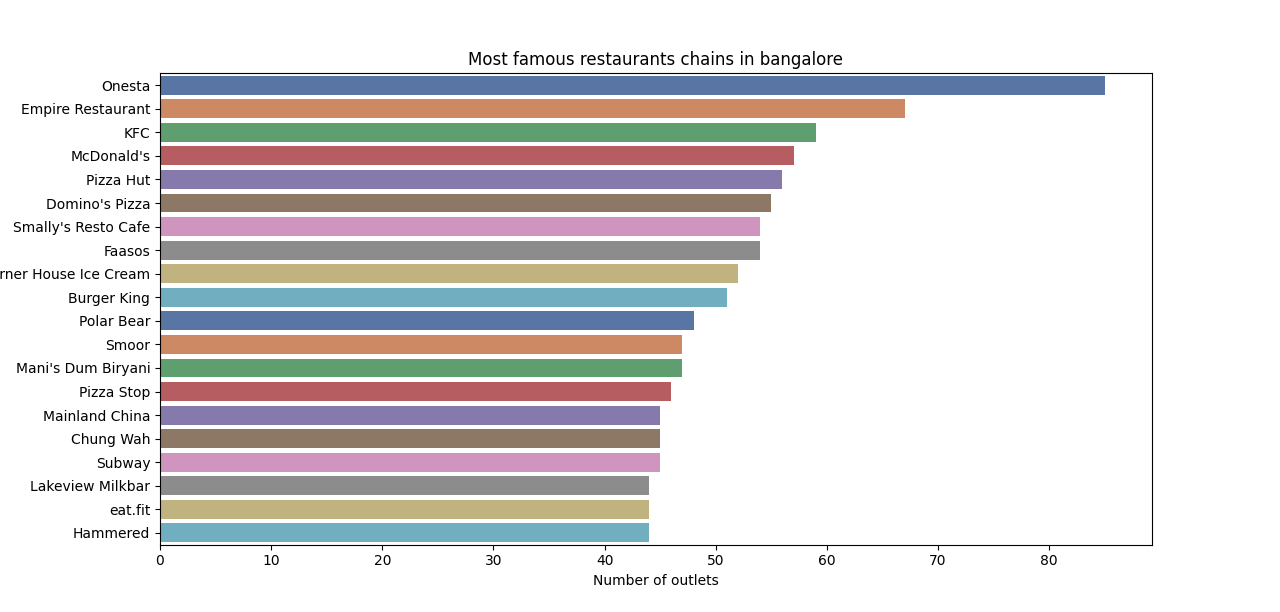 Most famous restaurants chains in bangalore
Onesta
Empire Restaurant
KFC
McDonald's
Pizza Hut
Domino's Pizza
Smally's Resto Cafe
Faasos
rner House Ice Cream
Burger King
Polar Bear
Smoor
Mani's Dum Biryani
Pizza Stop
Mainland China
Chung Wah
Subway
Lakeview Milkbar
eat.fit
Hammered
0 10 20 30 40 50 60 70 80
Number of outlets